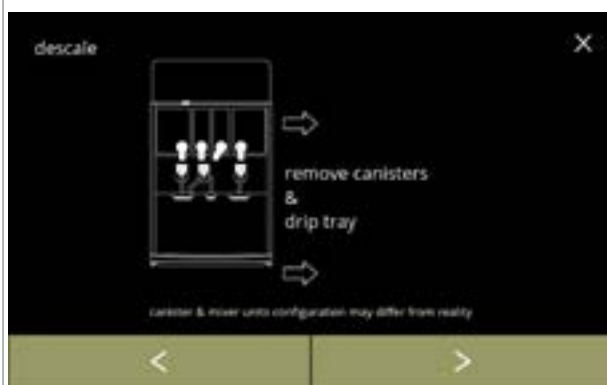 descale
remove canisters
&
drip tray
canister & mixer units configuration may differ from reality